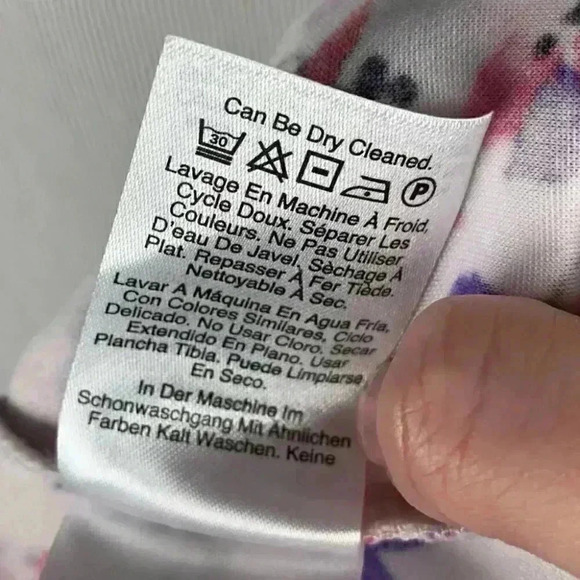 Can Be Dry Cleaned.
30 P
Lavage En Machine À Froid,
Cycle Doux. Séparer Les
Couleurs. Ne Pas Utiliser
D'eau De Javel, Sèchage À
Plat. Repasser À Fer Tiède.
Nettoyable À Sec.
Lavar A Máquina En Agua Fria,
Con Colores Similares, Ciclo
Delicado. No Usar Cloro. Secar
Extendido En Plano. Usar
Plancha Tibia. Puede Limpiarse
En Seco.
In Der Maschine Im
Schonwaschgang Mit Ähnlichen
Farben Kalt Waschen. Keine